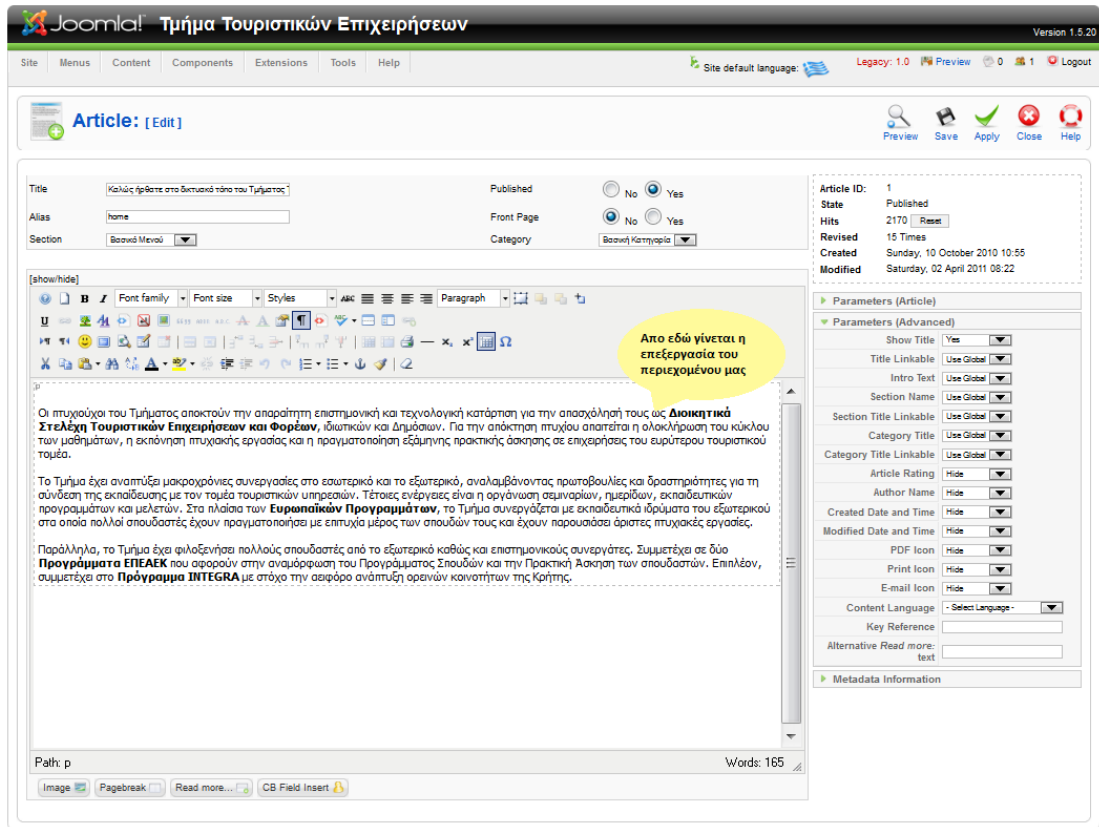 Joomla! Τμήμα Τουριστικών Επιχειρήσεων
Version 1.5.20
Site Menus Content Components Extensions Tools Help Site default language: Legacy: 1.0 Preview 0 1 Logout
Article: [ Edit ]
Preview Save Apply Close Help
Title Καλώς ήρθατε στο δικτυακό τόπο του Τμήματος Τ Published No Yes
Alias home Front Page No Yes
Section Βασικό Μενού Category Βασική Κατηγορία
Article ID: 1
State Published
Hits 2170 Reset
Revised 15 Times
Created Sunday, 10 October 2010 10:55
Modified Saturday, 02 April 2011 08:22
[show/hide]
B I Font family Font size Styles ABC Paragraph
Απο εδώ γίνεται η
επεξεργασία του
περιεχομένου μας
p
Οι πτυχιούχοι του Τμήματος αποκτούν την απαραίτητη επιστημονική και τεχνολογική κατάρτιση για την απασχόλησή τους ως Διοικητικά
Στελέχη Τουριστικών Επιχειρήσεων και Φορέων, ιδιωτικών και Δημόσιων. Για την απόκτηση πτυχίου απαιτείται η ολοκλήρωση του κύκλου
των μαθημάτων, η εκπόνηση πτυχιακής εργασίας και η πραγματοποίηση εξάμηνης πρακτικής άσκησης σε επιχειρήσεις του ευρύτερου τουριστικού
τομέα.
Το Τμήμα έχει αναπτύξει μακροχρόνιες συνεργασίες στο εσωτερικό και το εξωτερικό, αναλαμβάνοντας πρωτοβουλίες και δραστηριότητες για τη
σύνδεση της εκπαίδευσης με τον τομέα τουριστικών υπηρεσιών. Τέτοιες ενέργειες είναι η οργάνωση σεμιναρίων, ημερίδων, εκπαιδευτικών
προγραμμάτων και μελετών. Στα πλαίσια των Ευρωπαϊκών Προγραμμάτων, το Τμήμα συνεργάζεται με εκπαιδευτικά ιδρύματα του εξωτερικού
στα οποία πολλοί σπουδαστές έχουν πραγματοποιήσει με επιτυχία μέρος των σπουδών τους και έχουν παρουσιάσει άριστες πτυχιακές εργασίες.
Παράλληλα, το Τμήμα έχει φιλοξενήσει πολλούς σπουδαστές από το εξωτερικό καθώς και επιστημονικούς συνεργάτες. Συμμετέχει σε δύο
Προγράμματα ΕΠΕΑΕΚ που αφορούν στην αναμόρφωση του Προγράμματος Σπουδών και την Πρακτική Άσκηση των σπουδαστών. Επιπλέον,
συμμετέχει στο Πρόγραμμα INTEGRA με στόχο την αειφόρο ανάπτυξη ορεινών κοινοτήτων της Κρήτης.
Path: p Words: 165
Image Pagebreak Read more... CB Field Insert
Parameters (Article)
Parameters (Advanced)
Show Title Yes
Title Linkable Use Global
Intro Text Use Global
Section Name Use Global
Section Title Linkable Use Global
Category Title Use Global
Category Title Linkable Use Global
Article Rating Hide
Author Name Hide
Created Date and Time Hide
Modified Date and Time Hide
PDF Icon Hide
Print Icon Hide
E-mail Icon Hide
Content Language - Select Language -
Key Reference
Alternative Read more:
text
Metadata Information